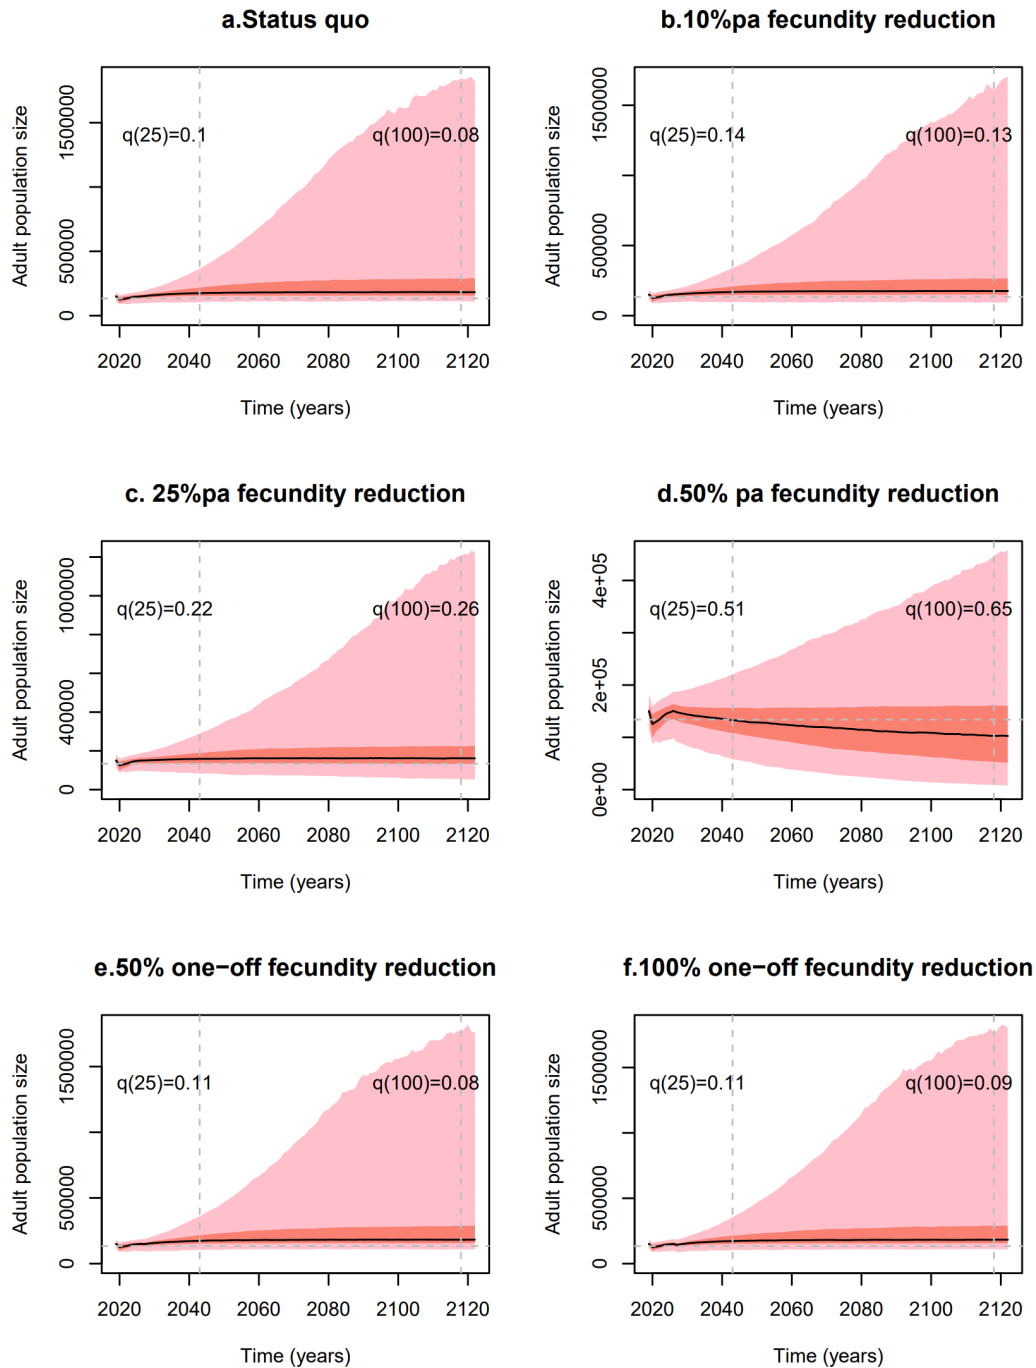 a.Status quo
Adult population size
1500000
500000
0
q(25)=0.1
q(100)=0.08
2020 2040 2060 2080 2100 2120
Time (years)
b.10%pa fecundity reduction
Adult population size
1500000
500000
0
q(25)=0.14
q(100)=0.13
2020 2040 2060 2080 2100 2120
Time (years)
c. 25%pa fecundity reduction
Adult population size
1000000
400000
0
q(25)=0.22
q(100)=0.26
2020 2040 2060 2080 2100 2120
Time (years)
d.50% pa fecundity reduction
Adult population size
4e+05
2e+05
0e+00
q(25)=0.51
q(100)=0.65
2020 2040 2060 2080 2100 2120
Time (years)
e.50% one−off fecundity reduction
Adult population size
1500000
500000
0
q(25)=0.11
q(100)=0.08
2020 2040 2060 2080 2100 2120
Time (years)
f.100% one−off fecundity reduction
Adult population size
1500000
500000
0
q(25)=0.11
q(100)=0.09
2020 2040 2060 2080 2100 2120
Time (years)